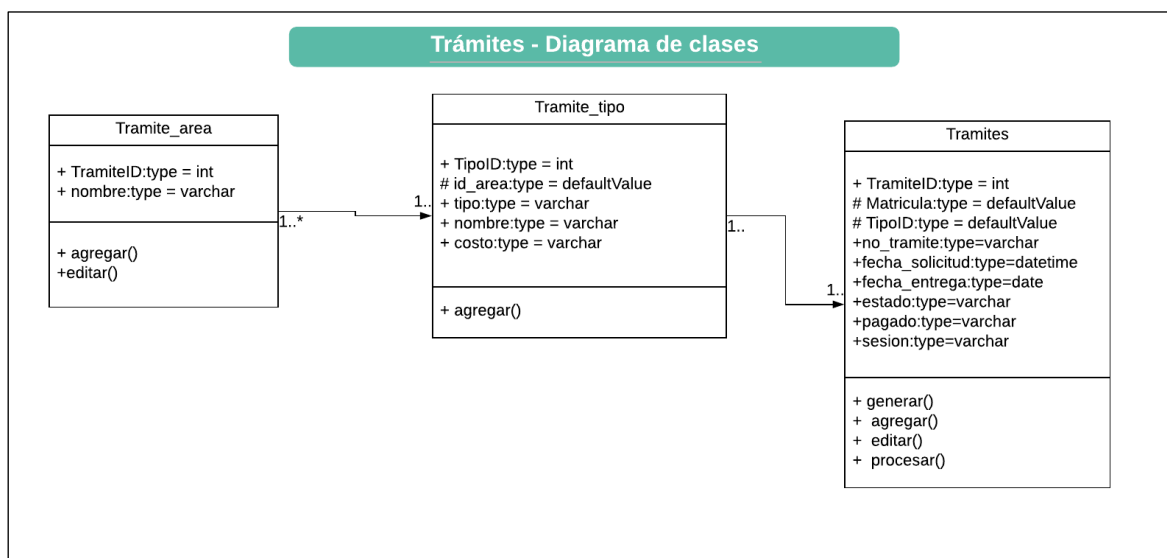 Trámites - Diagrama de clases
Tramite_area
+ TramiteID:type = int
+ nombre:type = varchar
+ agregar()
+editar()
1..*
1..
Tramite_tipo
+ TipoID:type = int
# id_area:type = defaultValue
+ tipo:type = varchar
+ nombre:type = varchar
+ costo:type = varchar
+ agregar()
1..
1..
Tramites
+ TramiteID:type = int
# Matricula:type = defaultValue
# TipoID:type = defaultValue
+no_tramite:type=varchar
+fecha_solicitud:type=datetime
+fecha_entrega:type=date
+estado:type=varchar
+pagado:type=varchar
+sesion:type=varchar
+ generar()
+  agregar()
+  editar()
+  procesar()